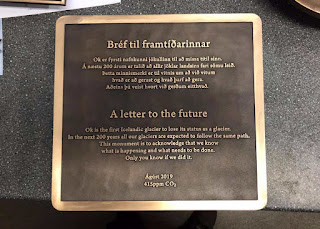 Bréf til framtíðarinnar
Ok er fyrsti nafnkunni jökullinn til að missa titil sinn.
Á næstu 200 árum er talið að allir jöklar landsins fari sömu leið.
Þetta minnismerki er til vitnis um að við vitum
hvað er að gerast og hvað þarf að gera.
Aðeins þú veist hvort við gerðum eitthvað.
A letter to the future
Ok is the first Icelandic glacier to lose its status as a glacier.
In the next 200 years all our glaciers are expected to follow the same path.
This monument is to acknowledge that we know
what is happening and what needs to be done.
Only you know if we did it.
Ágúst 2019
415ppm CO₂